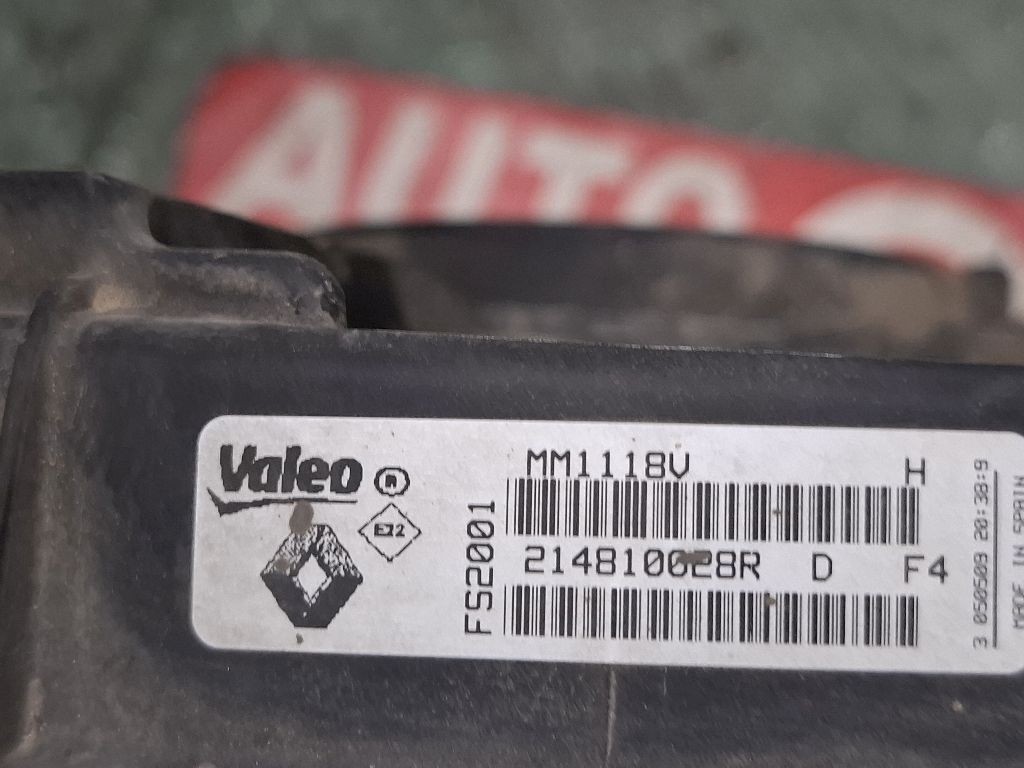 AUTO
Valeo ®
E22
FS2001
MM1118V H
214810028R D F4
3 050509 20:38:9
MADE IN SPAIN